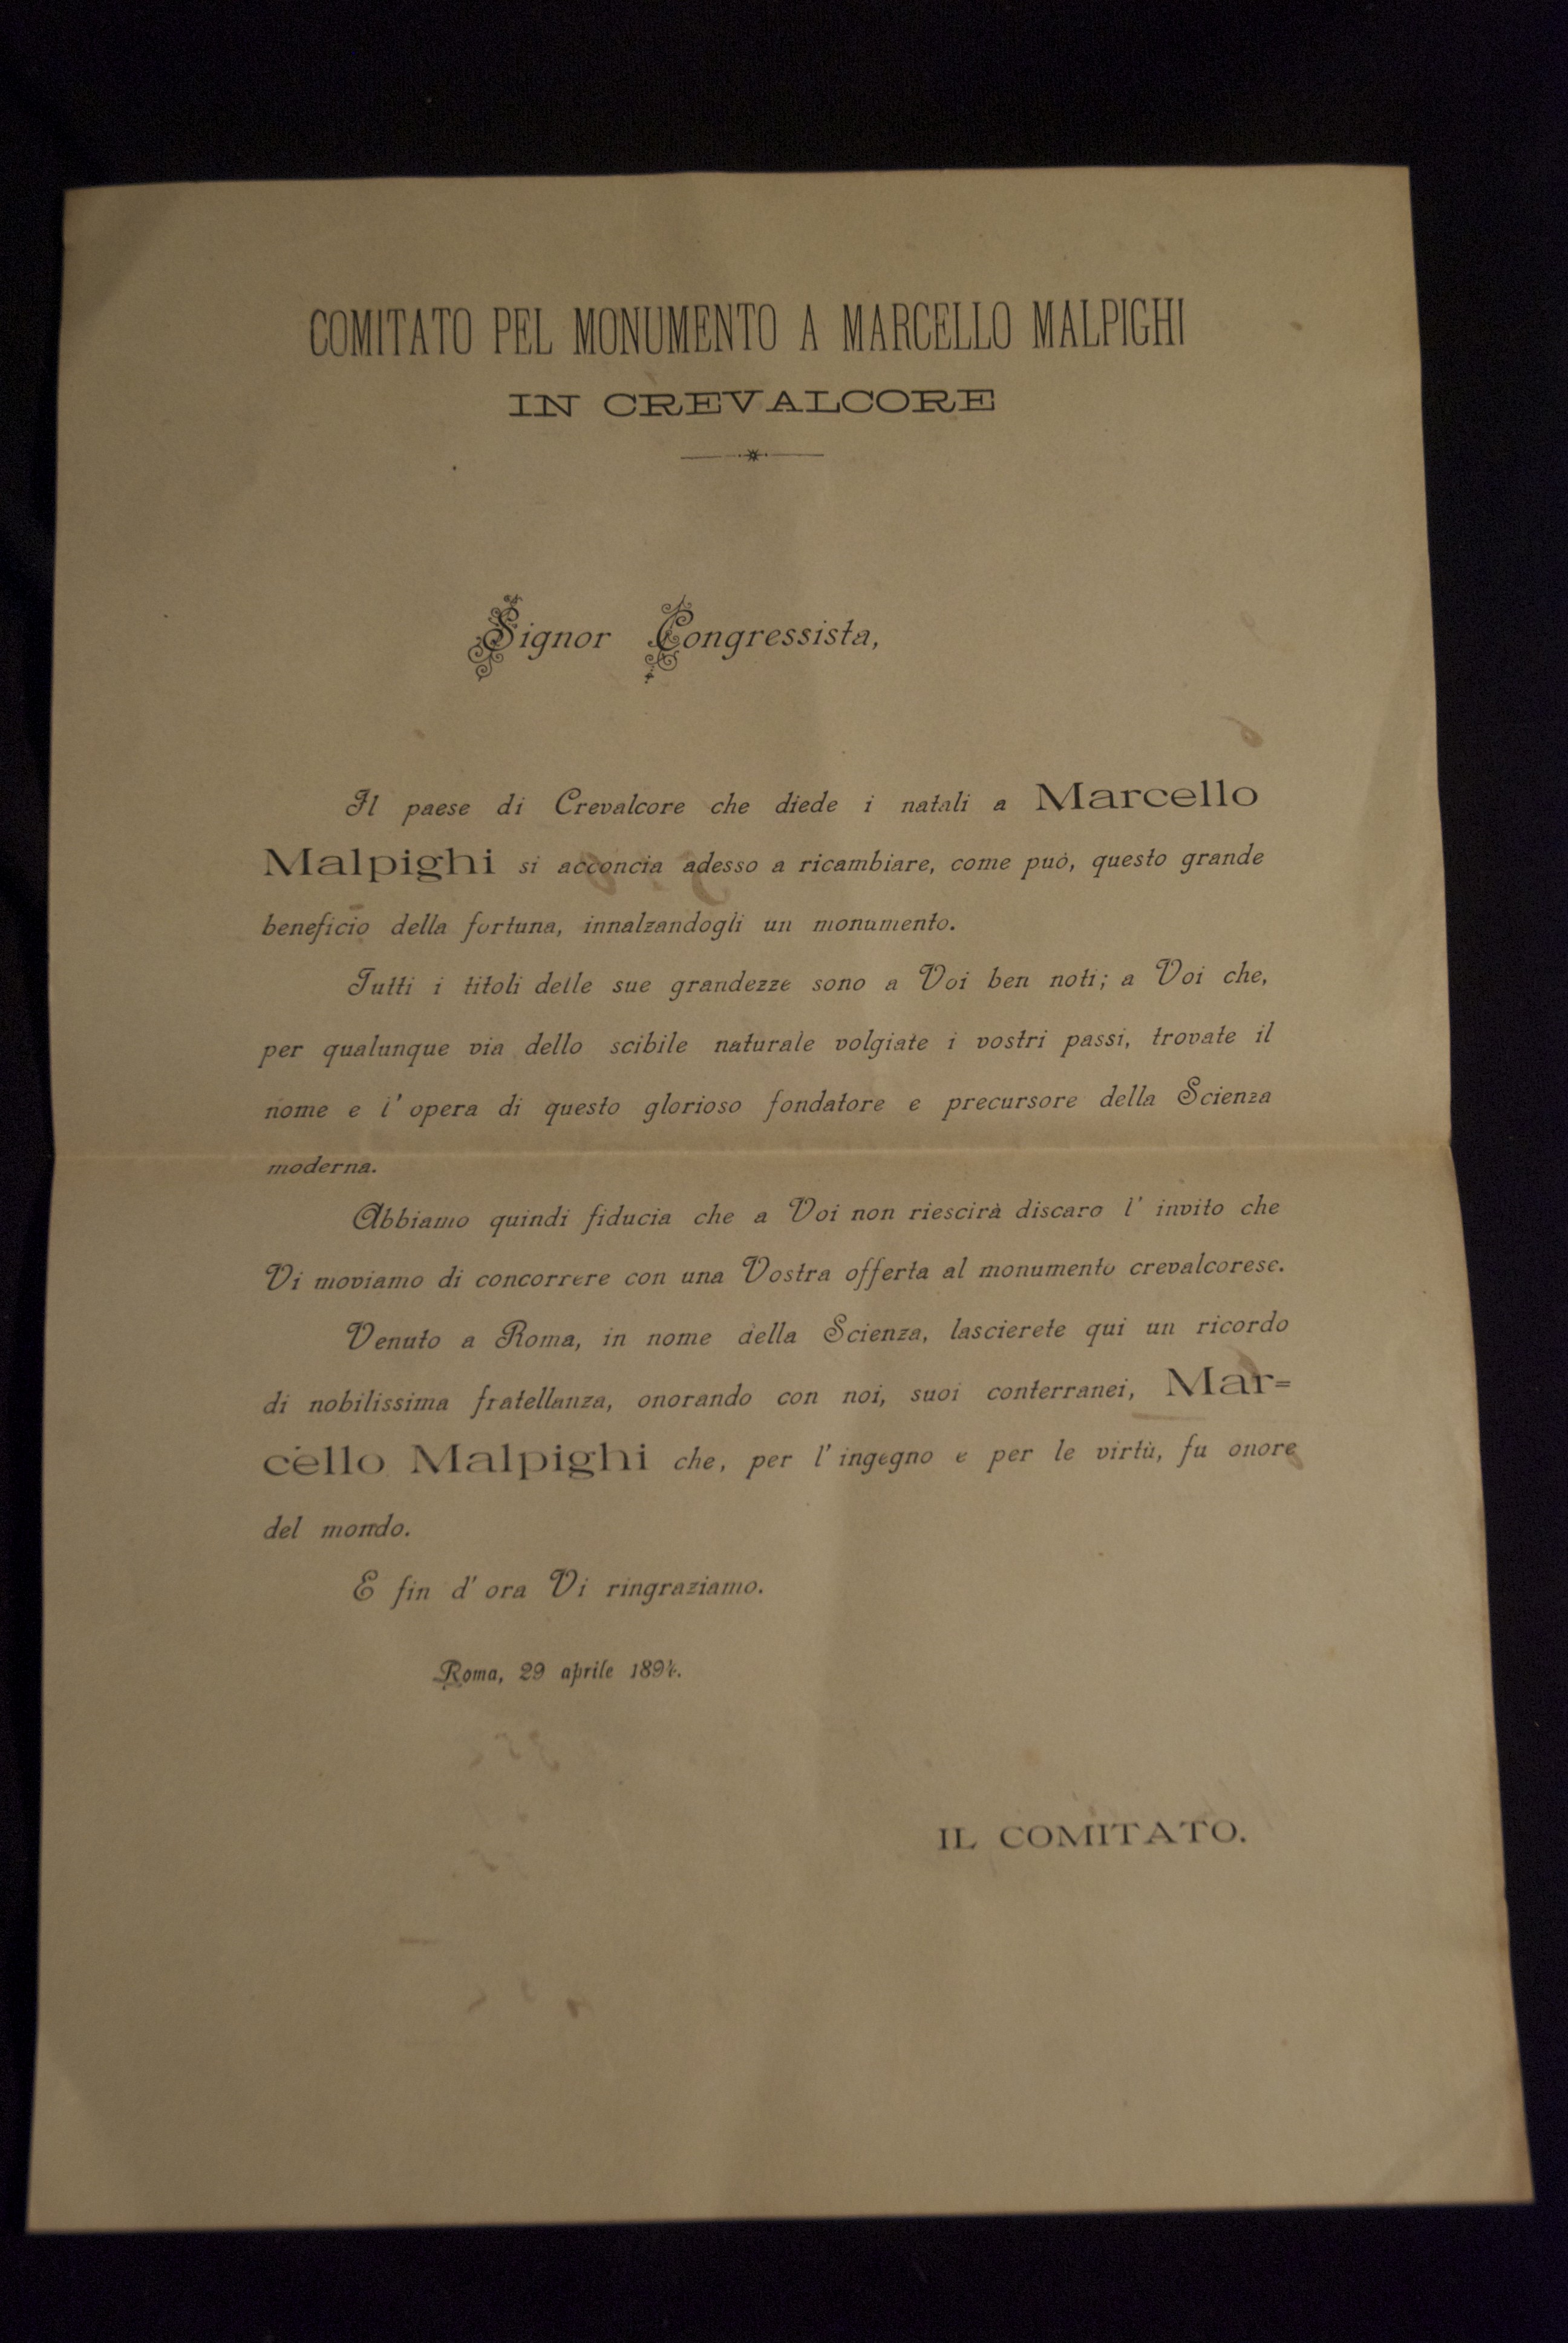 COMITATO PEL MONUMENTO A MARCELLO MALPIGHI
IN CREVALCORE
Signor Congressista,
Il paese di Crevalcore che diede i natali a Marcello
Malpighi si acconcia adesso a ricambiare, come può, questo grande
beneficio della fortuna, innalzandogli un monumento.
Tutti i titoli delle sue grandezze sono a Voi ben noti; a Voi che,
per qualunque via dello scibile naturale volgiate i vostri passi, trovate il
nome e l' opera di questo glorioso fondatore e precursore della Scienza
moderna.
Abbiamo quindi fiducia che a Voi non riescirà discaro l' invito che
Vi moviamo di concorrere con una Vostra offerta al monumento crevalcorese.
Venuto a Roma, in nome della Scienza, lascierete qui un ricordo
di nobilissima fratellanza, onorando con noi, suoi conterranei, Mar=
cello Malpighi che, per l' ingegno e per le virtù, fu onore
del mondo.
E fin d' ora Vi ringraziamo.
Roma, 29 aprile 1894.
IL COMITATO.